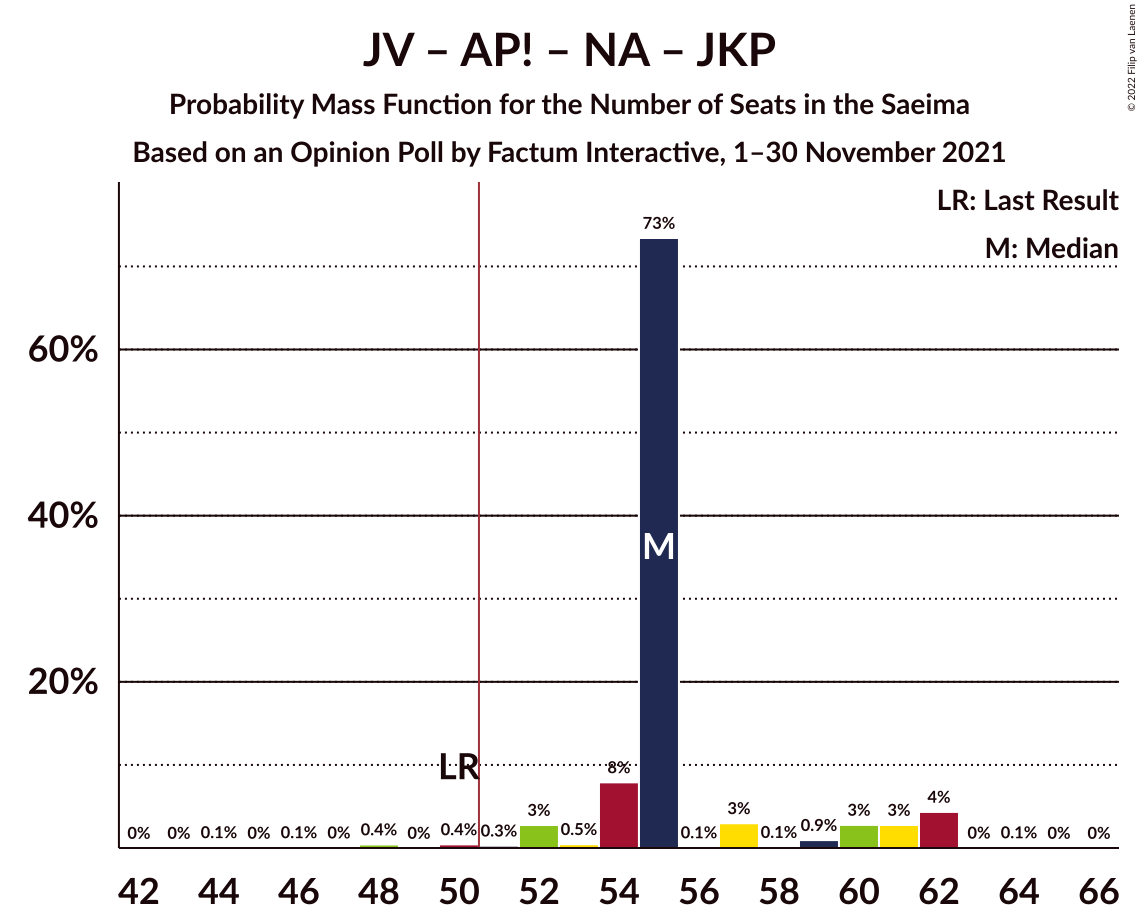 JV – AP! – NA – JKP
Probability Mass Function for the Number of Seats in the Saeima
Based on an Opinion Poll by Factum Interactive, 1–30 November 2021
© 2022 Filip van Laenen
LR: Last Result
M: Median
60%
40%
20%
73%
M
LR
0% 0% 0.1% 0% 0.1% 0% 0.4% 0% 0.4% 0.3% 3% 0.5% 8% 0.1% 3% 0.1% 0.9% 3% 3% 4% 0% 0.1% 0% 0%
42 44 46 48 50 52 54 56 58 60 62 64 66